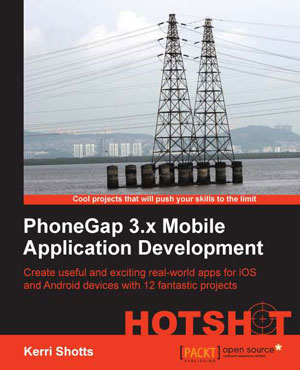 Cool projects that will push your skills to the limit
PhoneGap 3.x Mobile
Application Development
Create useful and exciting real-world apps for iOS
and Android devices with 12 fantastic projects
HOTSHOT
Kerri Shotts
[PACKT] open source*
PUBLISHING